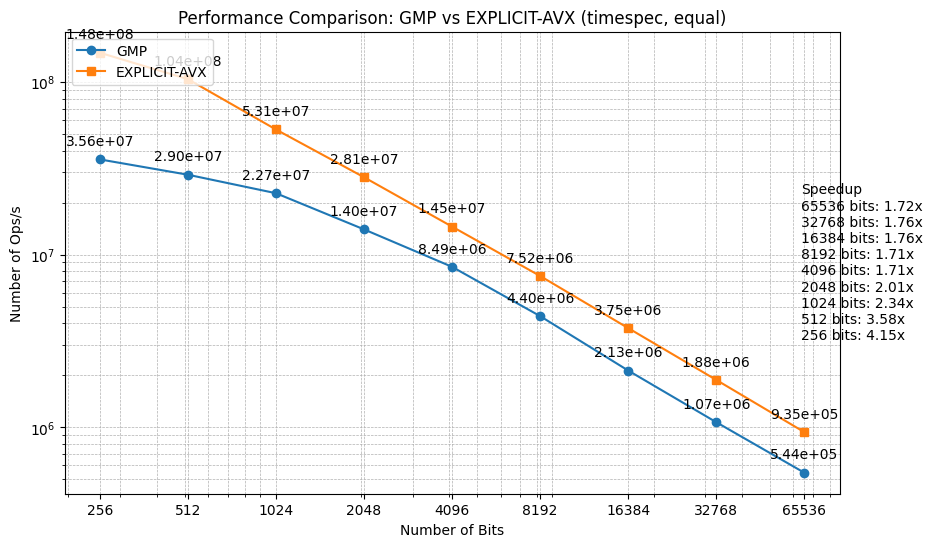 Performance Comparison: GMP vs EXPLICIT-AVX (timespec, equal)
Number of Ops/s
10^8
10^7
10^6
GMP
EXPLICIT-AVX
1.48e+08
1.04e+08
5.31e+07
2.81e+07
1.45e+07
7.52e+06
3.75e+06
1.88e+06
9.35e+05
3.56e+07
2.90e+07
2.27e+07
1.40e+07
8.49e+06
4.40e+06
2.13e+06
1.07e+06
5.44e+05
Speedup
65536 bits: 1.72x
32768 bits: 1.76x
16384 bits: 1.76x
8192 bits: 1.71x
4096 bits: 1.71x
2048 bits: 2.01x
1024 bits: 2.34x
512 bits: 3.58x
256 bits: 4.15x
256 512 1024 2048 4096 8192 16384 32768 65536
Number of Bits